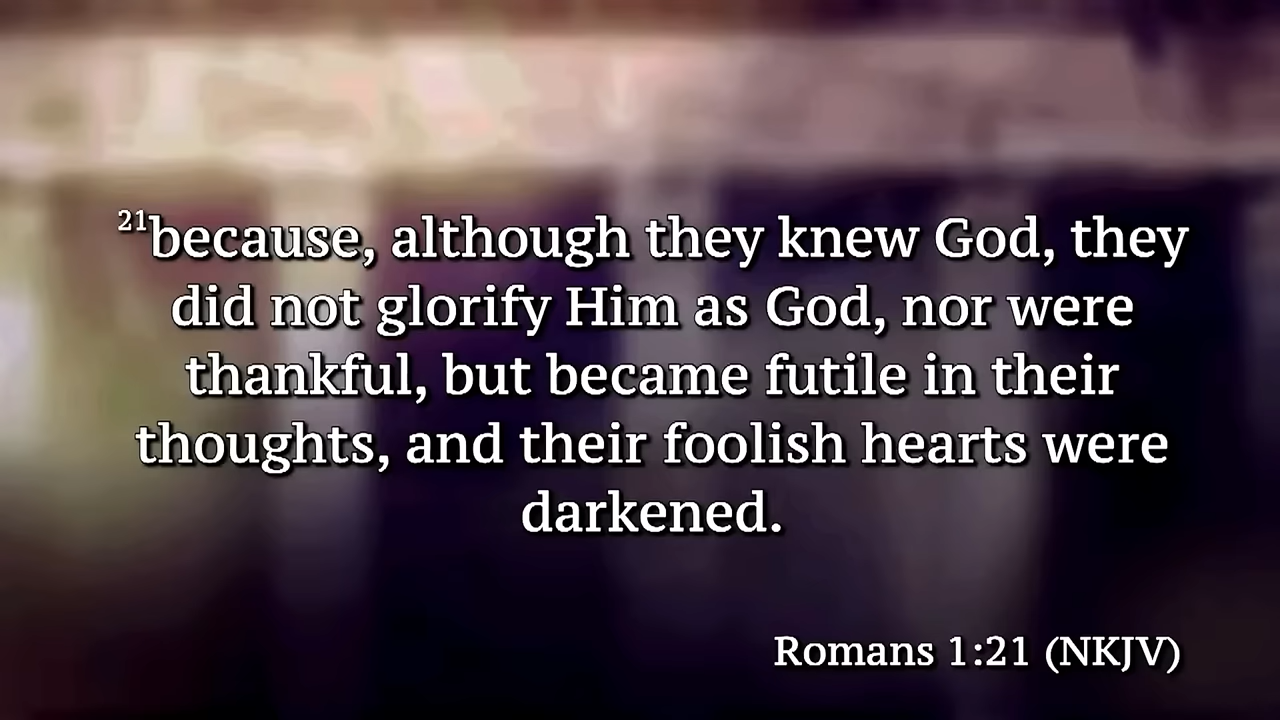 ²¹because, although they knew God, they
did not glorify Him as God, nor were
thankful, but became futile in their
thoughts, and their foolish hearts were
darkened.
Romans 1:21 (NKJV)